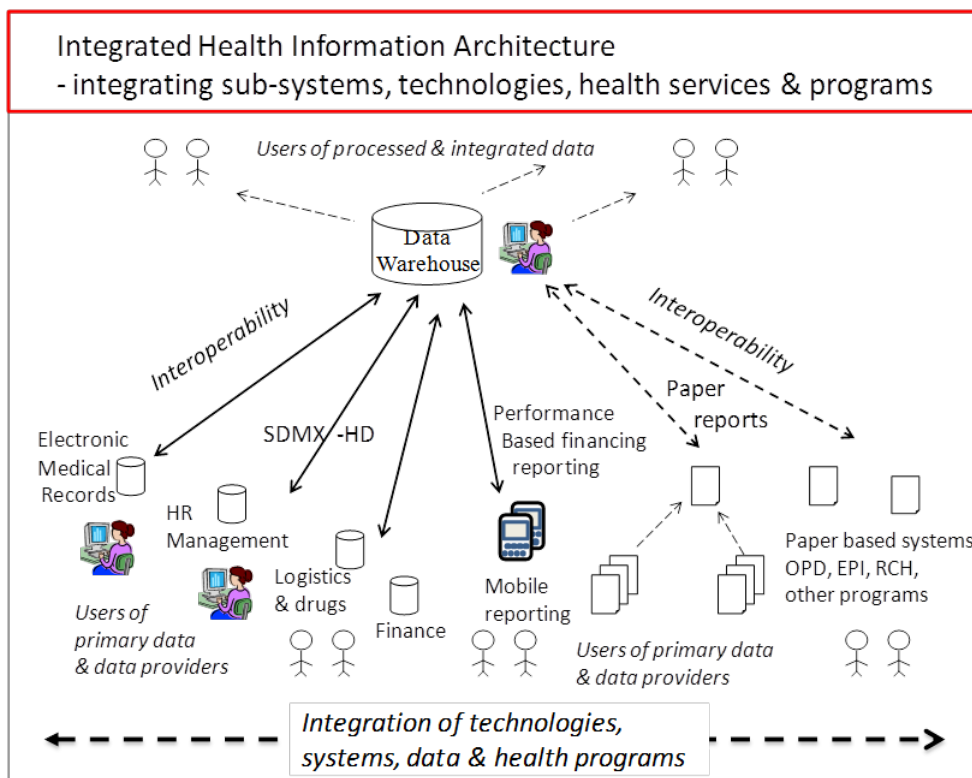 Integrated Health Information Architecture
- integrating sub-systems, technologies, health services & programs
Users of processed & integrated data
Data
Warehouse
Interoperability
Interoperability
SDMX -HD
Performance
Based financing
reporting
Paper
reports
Electronic
Medical
Records
HR
Management
Logistics
& drugs
Finance
Mobile
reporting
Paper based systems
OPD, EPI, RCH,
other programs
Users of
primary data
& data providers
Users of primary data
& data providers
Integration of technologies,
systems, data & health programs